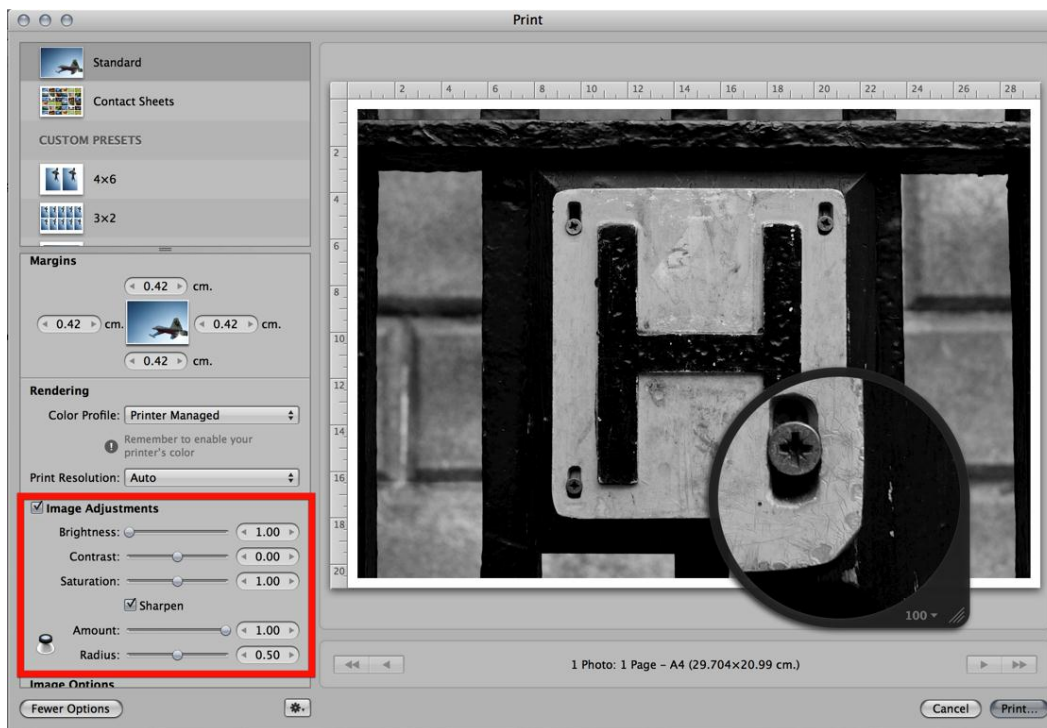 Print
Standard
Contact Sheets
CUSTOM PRESETS
4×6
3×2
Margins
0.42 cm.
0.42 cm. 0.42 cm.
0.42 cm.
Rendering
Color Profile: Printer Managed
Remember to enable your
printer's color
Print Resolution: Auto
Image Adjustments
Brightness: 1.00
Contrast: 0.00
Saturation: 1.00
Sharpen
Amount: 1.00
Radius: 0.50
Image Options
Fewer Options
2 4 6 8 10 12 14 16 18 20 22 24 26 28
2
4
6
8
10
12
14
16
18
20
H
100
1 Photo: 1 Page – A4 (29.704×20.99 cm.)
Cancel Print...